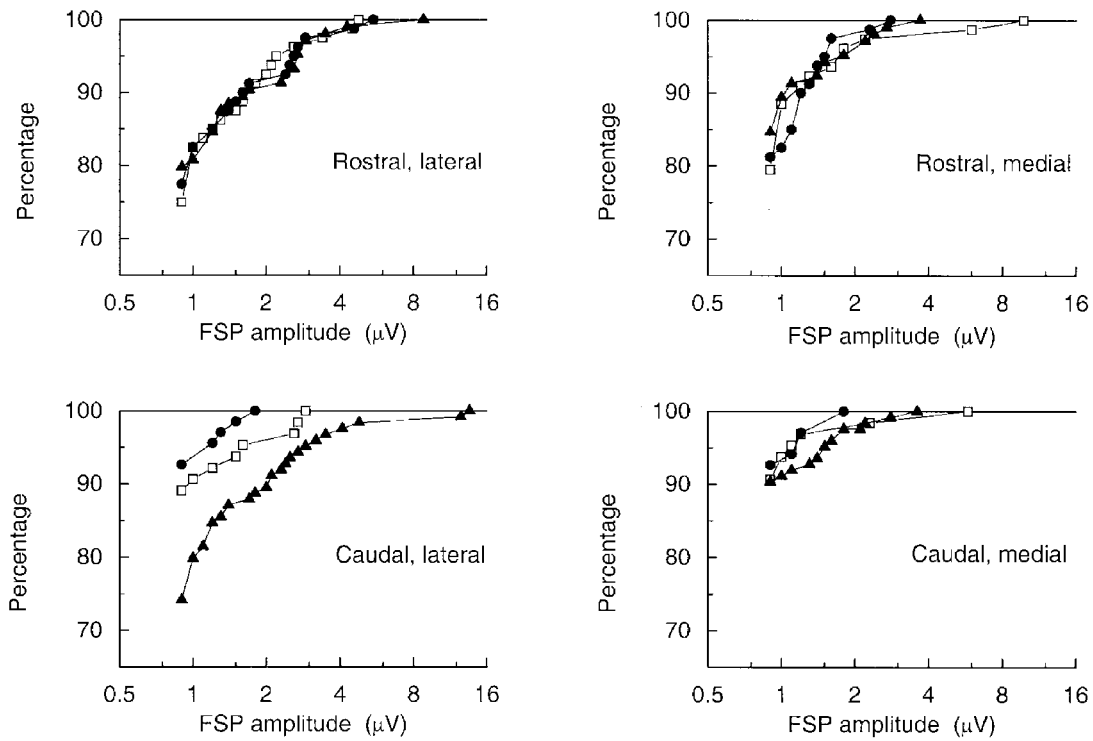 100
90
80
70
Percentage
Rostral, lateral
0.5 1 2 4 8 16
FSP amplitude (μV)
100
90
80
70
Percentage
Rostral, medial
0.5 1 2 4 8 16
FSP amplitude (μV)
100
90
80
70
Percentage
Caudal, lateral
0.5 1 2 4 8 16
FSP amplitude (μV)
100
90
80
70
Percentage
Caudal, medial
0.5 1 2 4 8 16
FSP amplitude (μV)